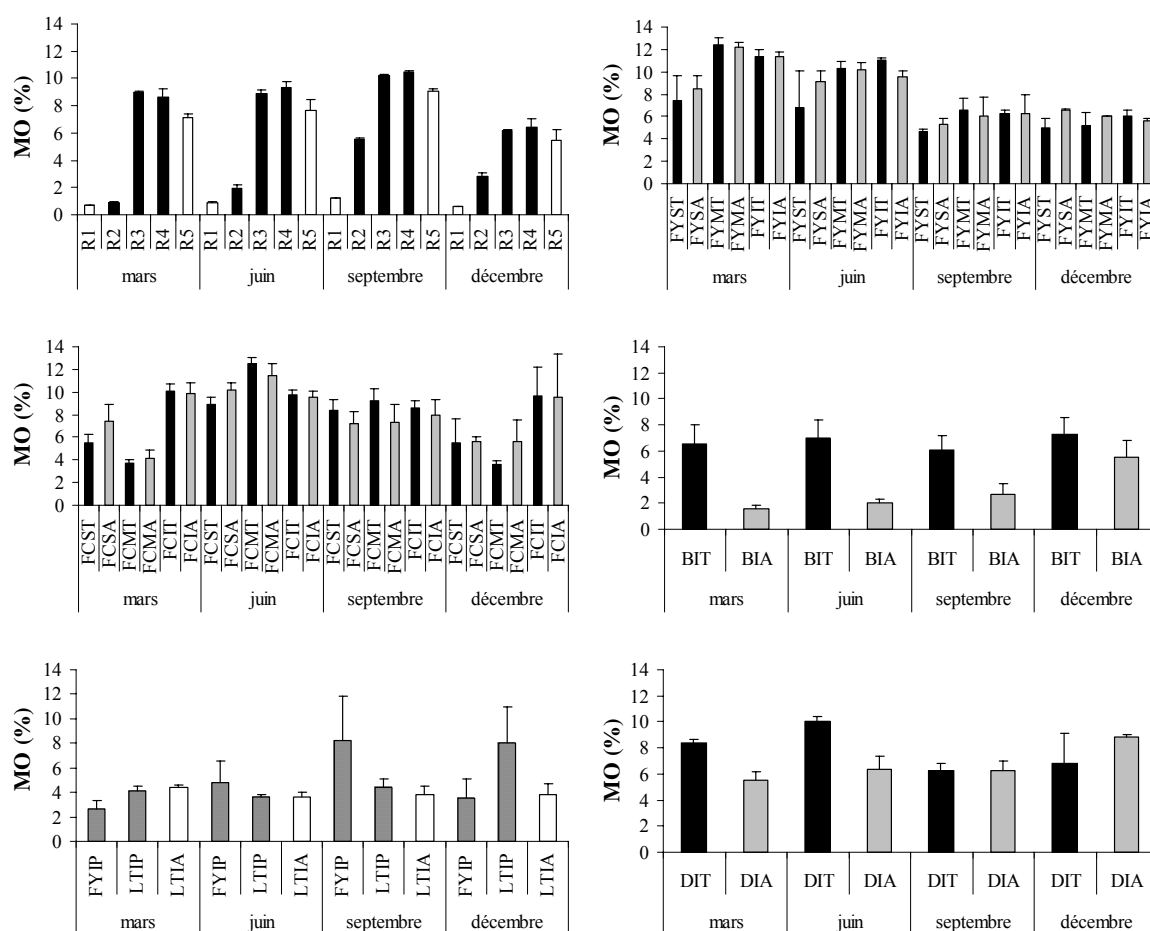 MO (%)
14
12
10
8
6
4
2
0
R1 R2 R3 R4 R5 R1 R2 R3 R4 R5 R1 R2 R3 R4 R5 R1 R2 R3 R4 R5
mars juin septembre décembre
MO (%)
14
12
10
8
6
4
2
0
FYST FYSA FYMT FYMA FYIT FYIA FYST FYSA FYMT FYMA FYIT FYIA FYST FYSA FYMT FYMA FYIT FYIA FYST FYSA FYMT FYMA FYIT FYIA
mars juin septembre décembre
MO (%)
14
12
10
8
6
4
2
0
FCST FCSA FCMT FCMA FCIT FCIA FCST FCSA FCMT FCMA FCIT FCIA FCST FCSA FCMT FCMA FCIT FCIA FCST FCSA FCMT FCMA FCIT FCIA
mars juin septembre décembre
MO (%)
14
12
10
8
6
4
2
0
BIT BIA BIT BIA BIT BIA BIT BIA
mars juin septembre décembre
MO (%)
14
12
10
8
6
4
2
0
FYIP LTIP LTIA FYIP LTIP LTIA FYIP LTIP LTIA FYIP LTIP LTIA
mars juin septembre décembre
MO (%)
14
12
10
8
6
4
2
0
DIT DIA DIT DIA DIT DIA DIT DIA
mars juin septembre décembre